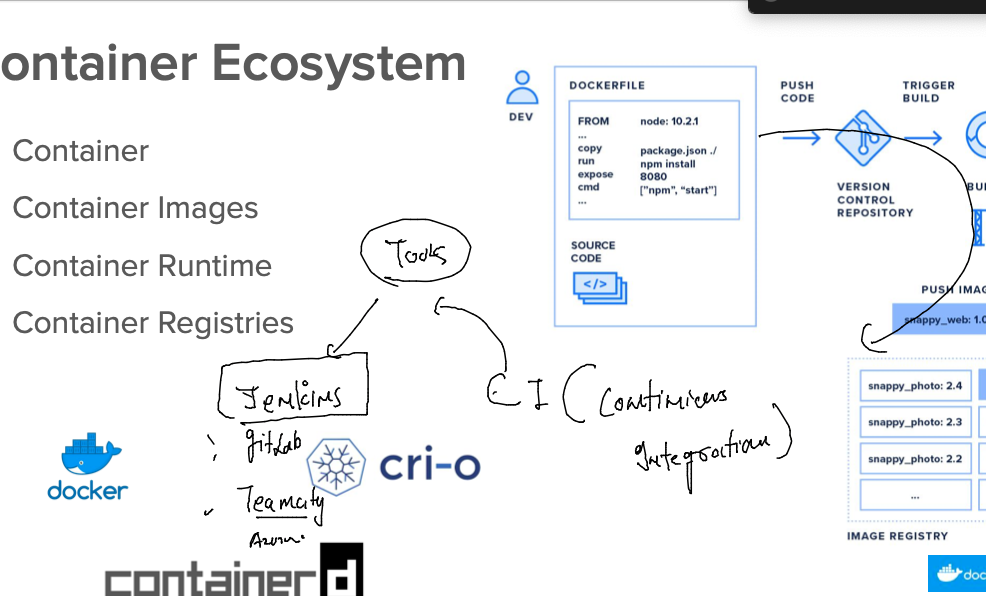 ontainer Ecosystem
Container
Container Images
Container Runtime
Container Registries
Tools
Jenkins
gitLab
Teamcity
Azure
CI (Continious
Integration)
docker
cri-o
container d
DEV
DOCKERFILE
FROM node: 10.2.1
...
copy package.json ./
run npm install
expose 8080
cmd ["npm", "start"]
...
SOURCE
CODE
</>
PUSH
CODE
TRIGGER
BUILD
VERSION
CONTROL
REPOSITORY
BU
PUSH IMAG
snappy_web: 1.0
snappy_photo: 2.4
snappy_photo: 2.3
snappy_photo: 2.2
...
IMAGE REGISTRY
doc